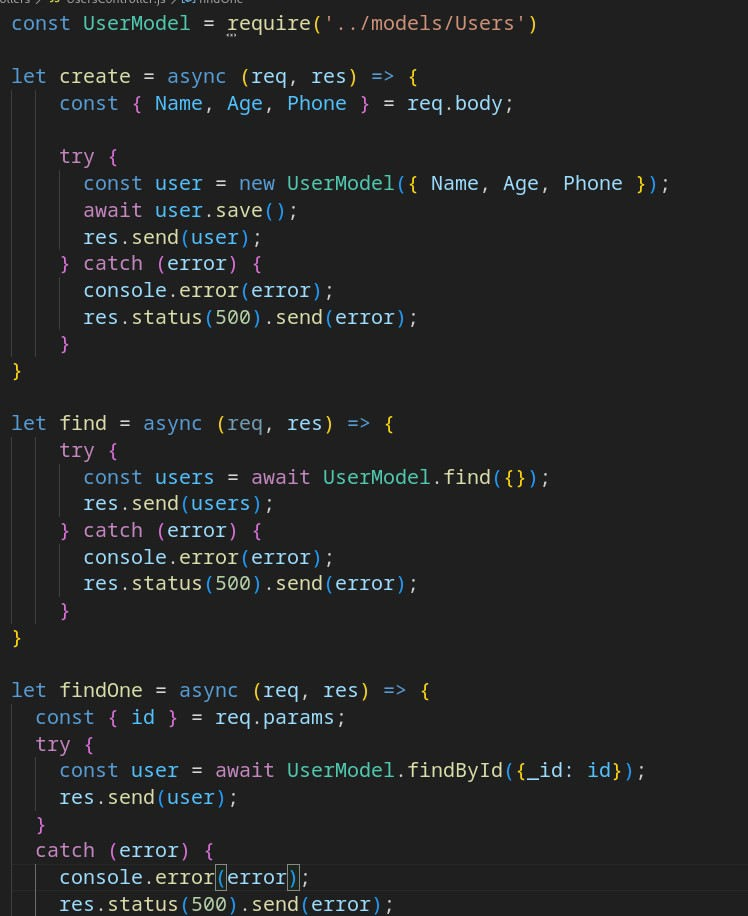 UsersController.js findOne
const UserModel = require('../models/Users')
let create = async (req, res) => {
const { Name, Age, Phone } = req.body;
try {
const user = new UserModel({ Name, Age, Phone });
await user.save();
res.send(user);
} catch (error) {
console.error(error);
res.status(500).send(error);
}
}
let find = async (req, res) => {
try {
const users = await UserModel.find({});
res.send(users);
} catch (error) {
console.error(error);
res.status(500).send(error);
}
}
let findOne = async (req, res) => {
const { id } = req.params;
try {
const user = await UserModel.findById({_id: id});
res.send(user);
}
catch (error) {
console.error(error);
res.status(500).send(error);